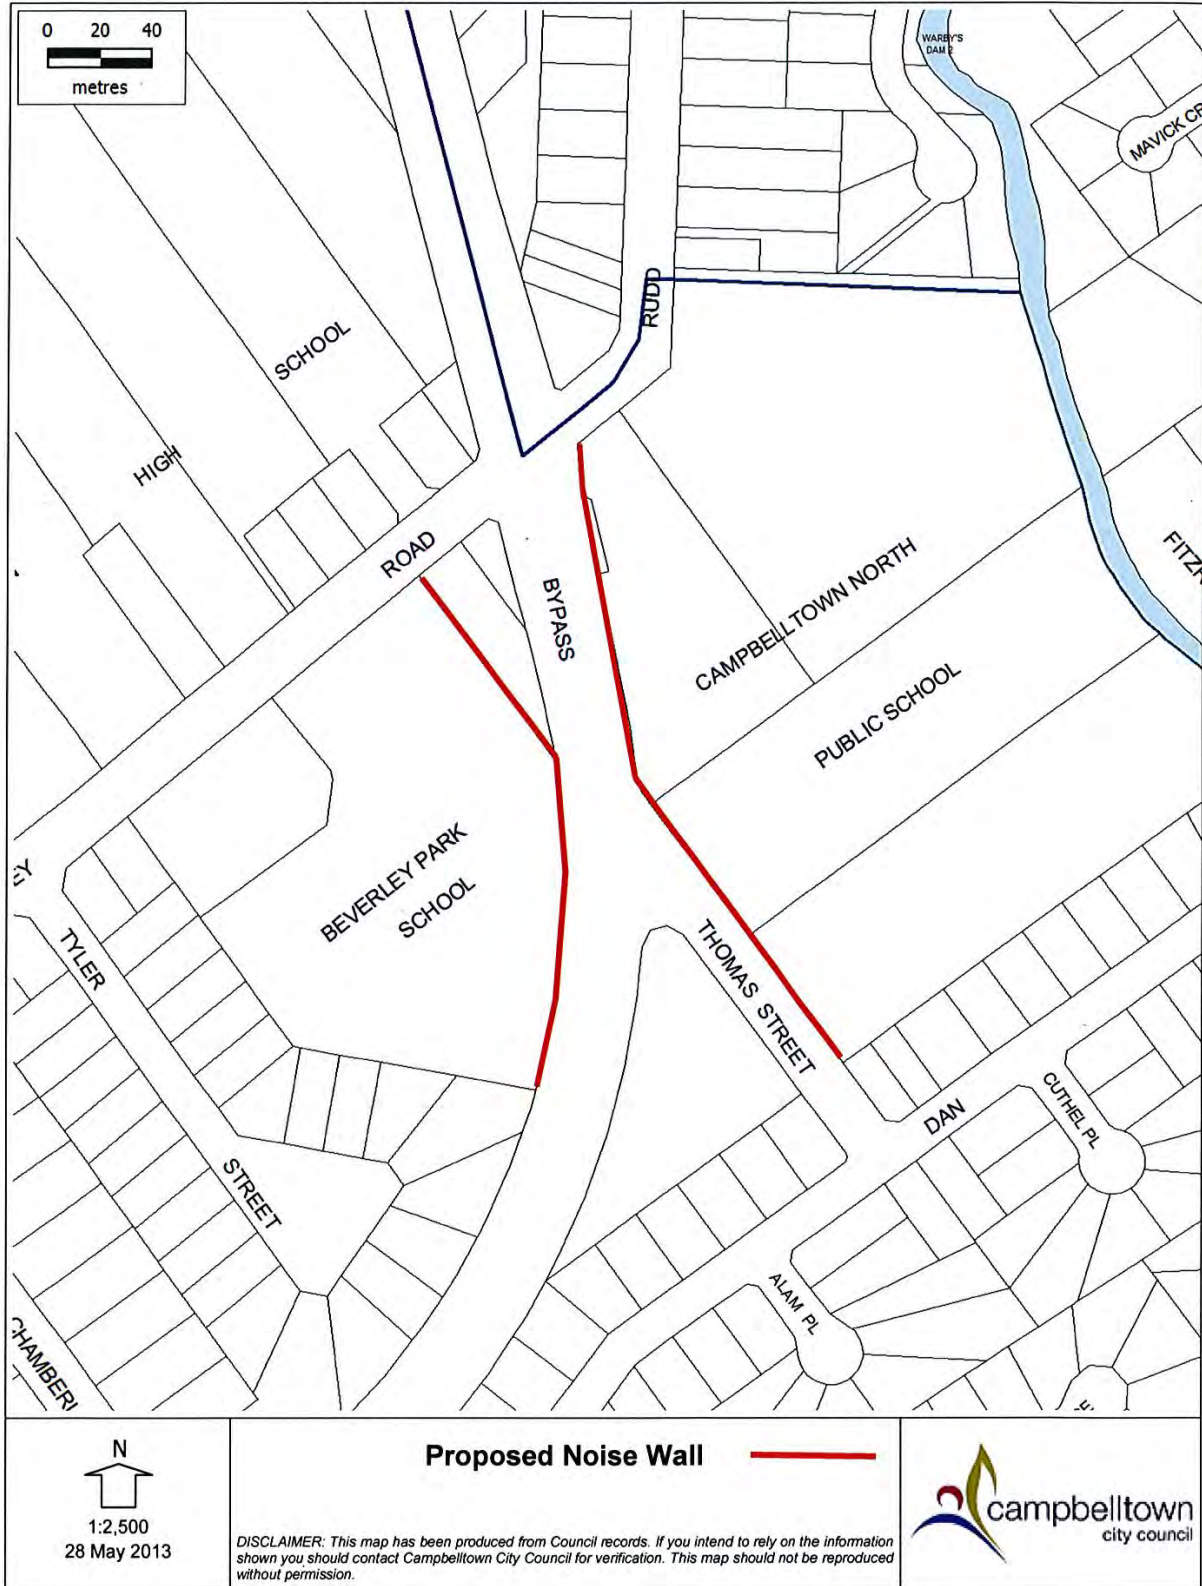 0 20 40
metres
WARBY'S
DAM 2
MAVICK
RUDD
SCHOOL
HIGH
ROAD
BYPASS
CAMPBELLTOWN NORTH
PUBLIC SCHOOL
BEVERLEY PARK
SCHOOL
TYLER
STREET
THOMAS STREET
DAN
CUTHEL PL
ALAM PL
N
1:2,500
28 May 2013
Proposed Noise Wall
DISCLAIMER: This map has been produced from Council records. If you intend to rely on the information
shown you should contact Campbelltown City Council for verification. This map should not be reproduced
without permission.
campbelltown
city council